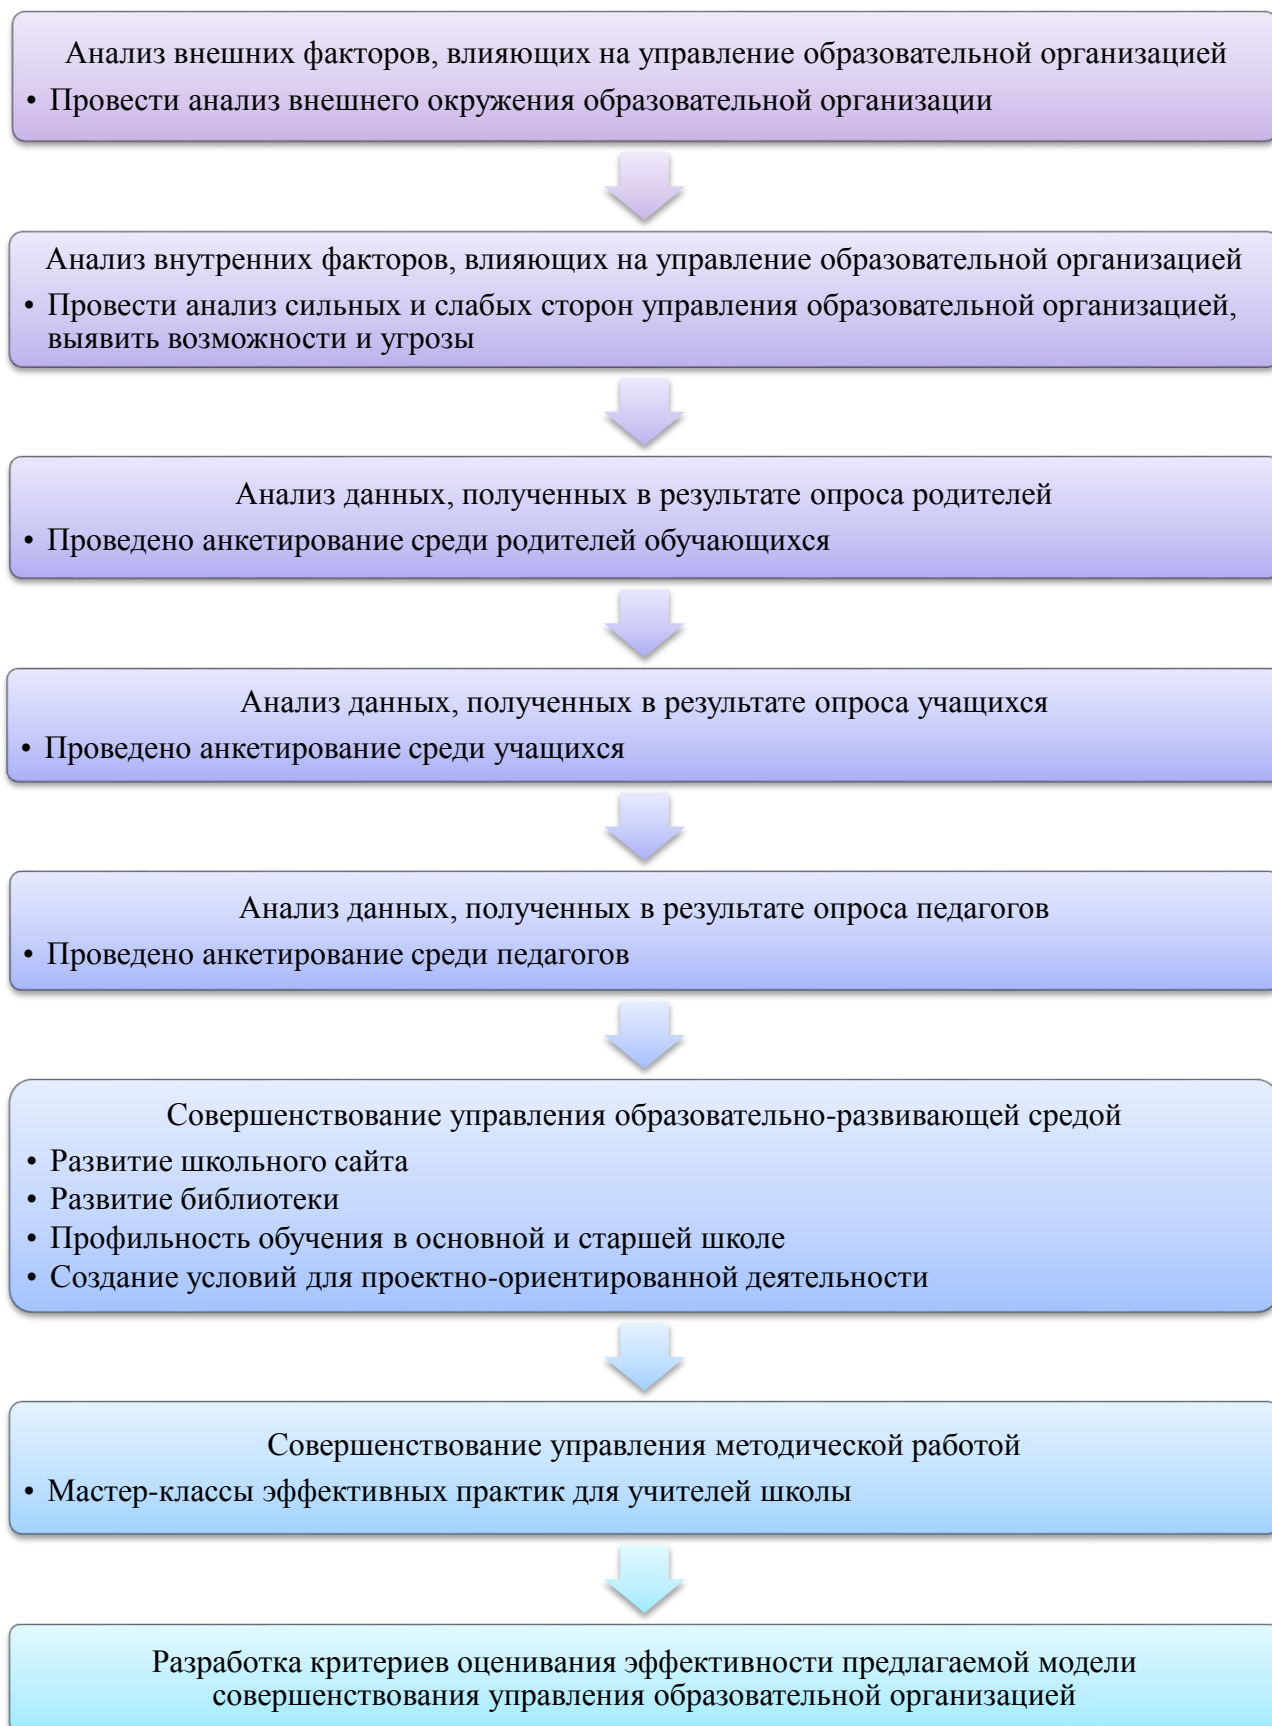 Анализ внешних факторов, влияющих на управление образовательной организацией
• Провести анализ внешнего окружения образовательной организации
Анализ внутренних факторов, влияющих на управление образовательной организацией
• Провести анализ сильных и слабых сторон управления образовательной организацией,
выявить возможности и угрозы
Анализ данных, полученных в результате опроса родителей
• Проведено анкетирование среди родителей обучающихся
Анализ данных, полученных в результате опроса учащихся
• Проведено анкетирование среди учащихся
Анализ данных, полученных в результате опроса педагогов
• Проведено анкетирование среди педагогов
Совершенствование управления образовательно-развивающей средой
• Развитие школьного сайта
• Развитие библиотеки
• Профильность обучения в основной и старшей школе
• Создание условий для проектно-ориентированной деятельности
Совершенствование управления методической работой
• Мастер-классы эффективных практик для учителей школы
Разработка критериев оценивания эффективности предлагаемой модели
совершенствования управления образовательной организацией